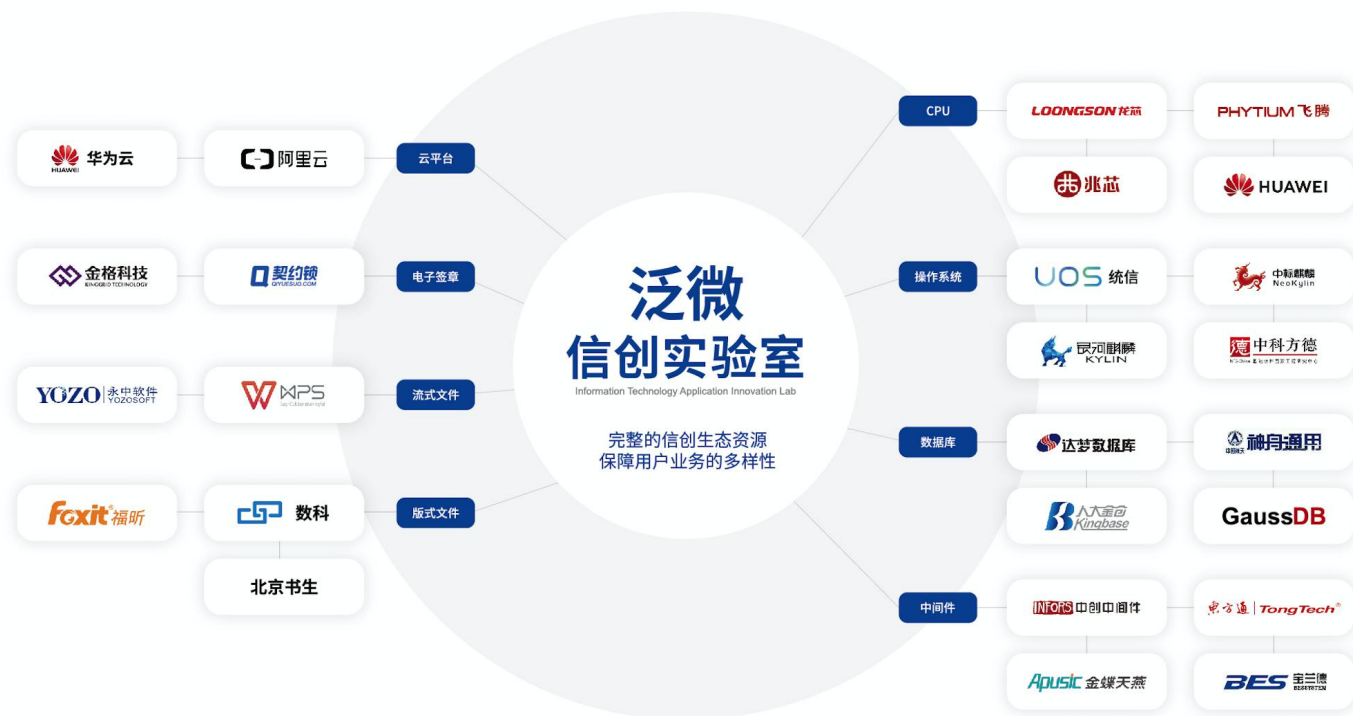 CPU
LOONGSON 龙芯
PHYTIUM 飞腾
兆芯
HUAWEI
云平台
阿里云
华为云
HUAWEI
电子签章
契约锁
QIYUESUO.COM
金格科技
KINGGRID TECHNOLOGY
流式文件
WPS
YOZO 永中软件
YOZOSOFT
版式文件
数科
Foxit 福昕
北京书生
泛微
信创实验室
Information Technology Application Innovation Lab
完整的信创生态资源
保障用户业务的多样性
操作系统
UOS 统信
中标麒麟
NeoKylin
银河麒麟
KYLIN
中科方德
数据库
达梦数据库
神舟通用
人大金仓
Kingbase
GaussDB
中间件
INFORS 中创中间件
东方通 TongTech®
Apusic 金蝶天燕
BES 宝兰德